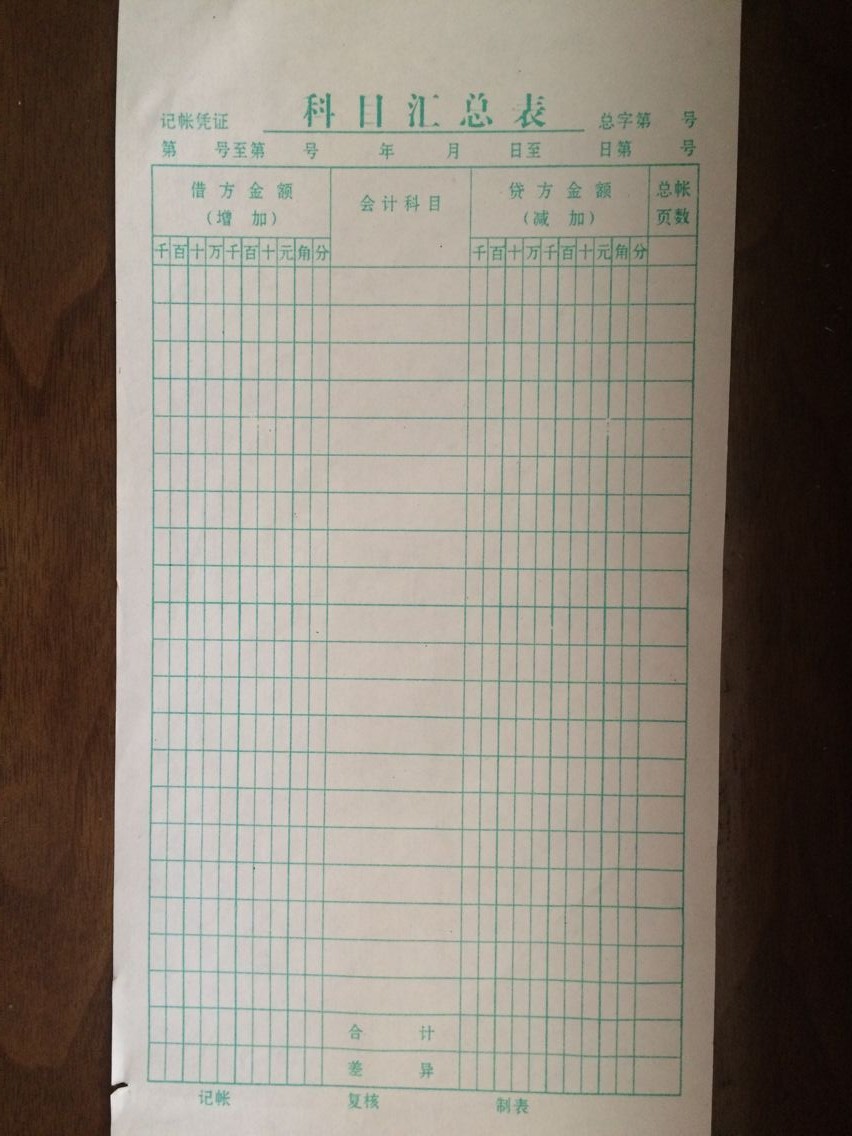 科目汇总表
记帐凭证 总字第 号
第 号至第 号 年 月 日至 日第 号
借方金额 会计科目 贷方金额 总帐
(增加) (减加) 页数
千百十万千百十元角分 千百十万千百十元角分
合计
差异
记帐 复核 制表